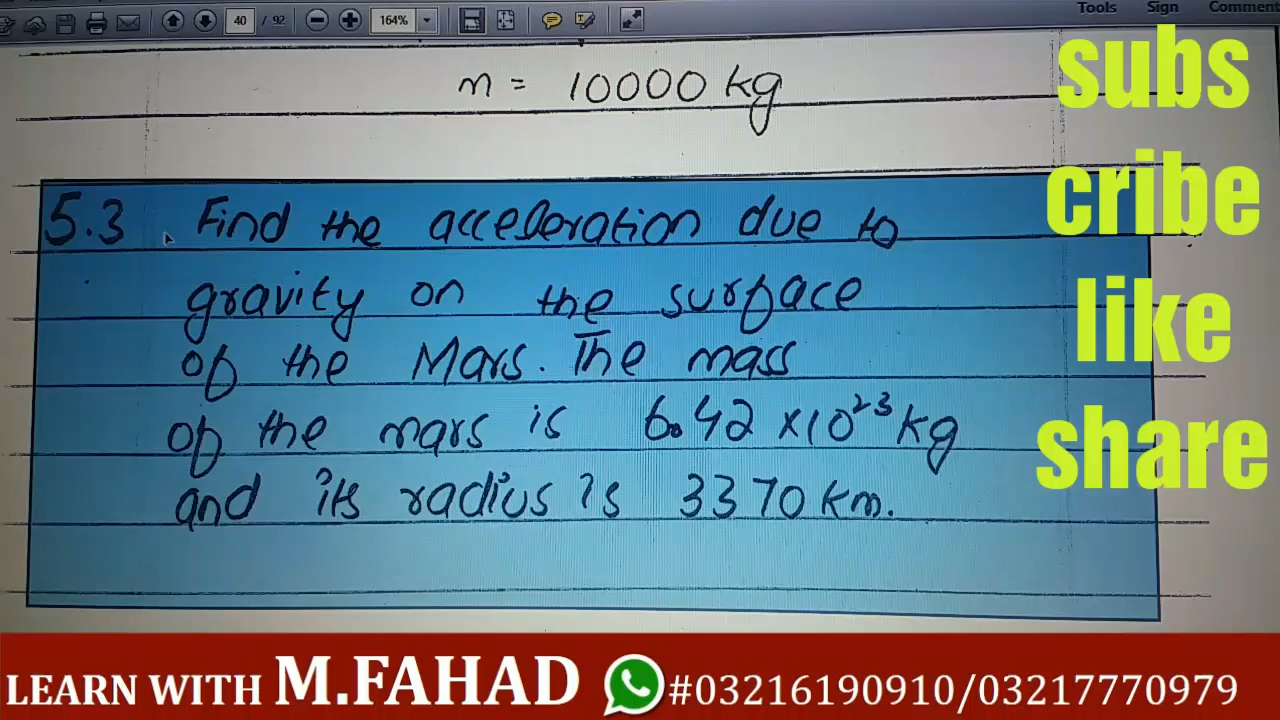 Tools Sign Comment
40 / 92 164%
m = 10000 kg
5.3 Find the acceleration due to
gravity on the surface
of the Mars. The mass
of the mars is 6.42 ×10²³ kg
and its radius is 3370 km.
subs
cribe
like
share
LEARN WITH M.FAHAD #03216190910/03217770979